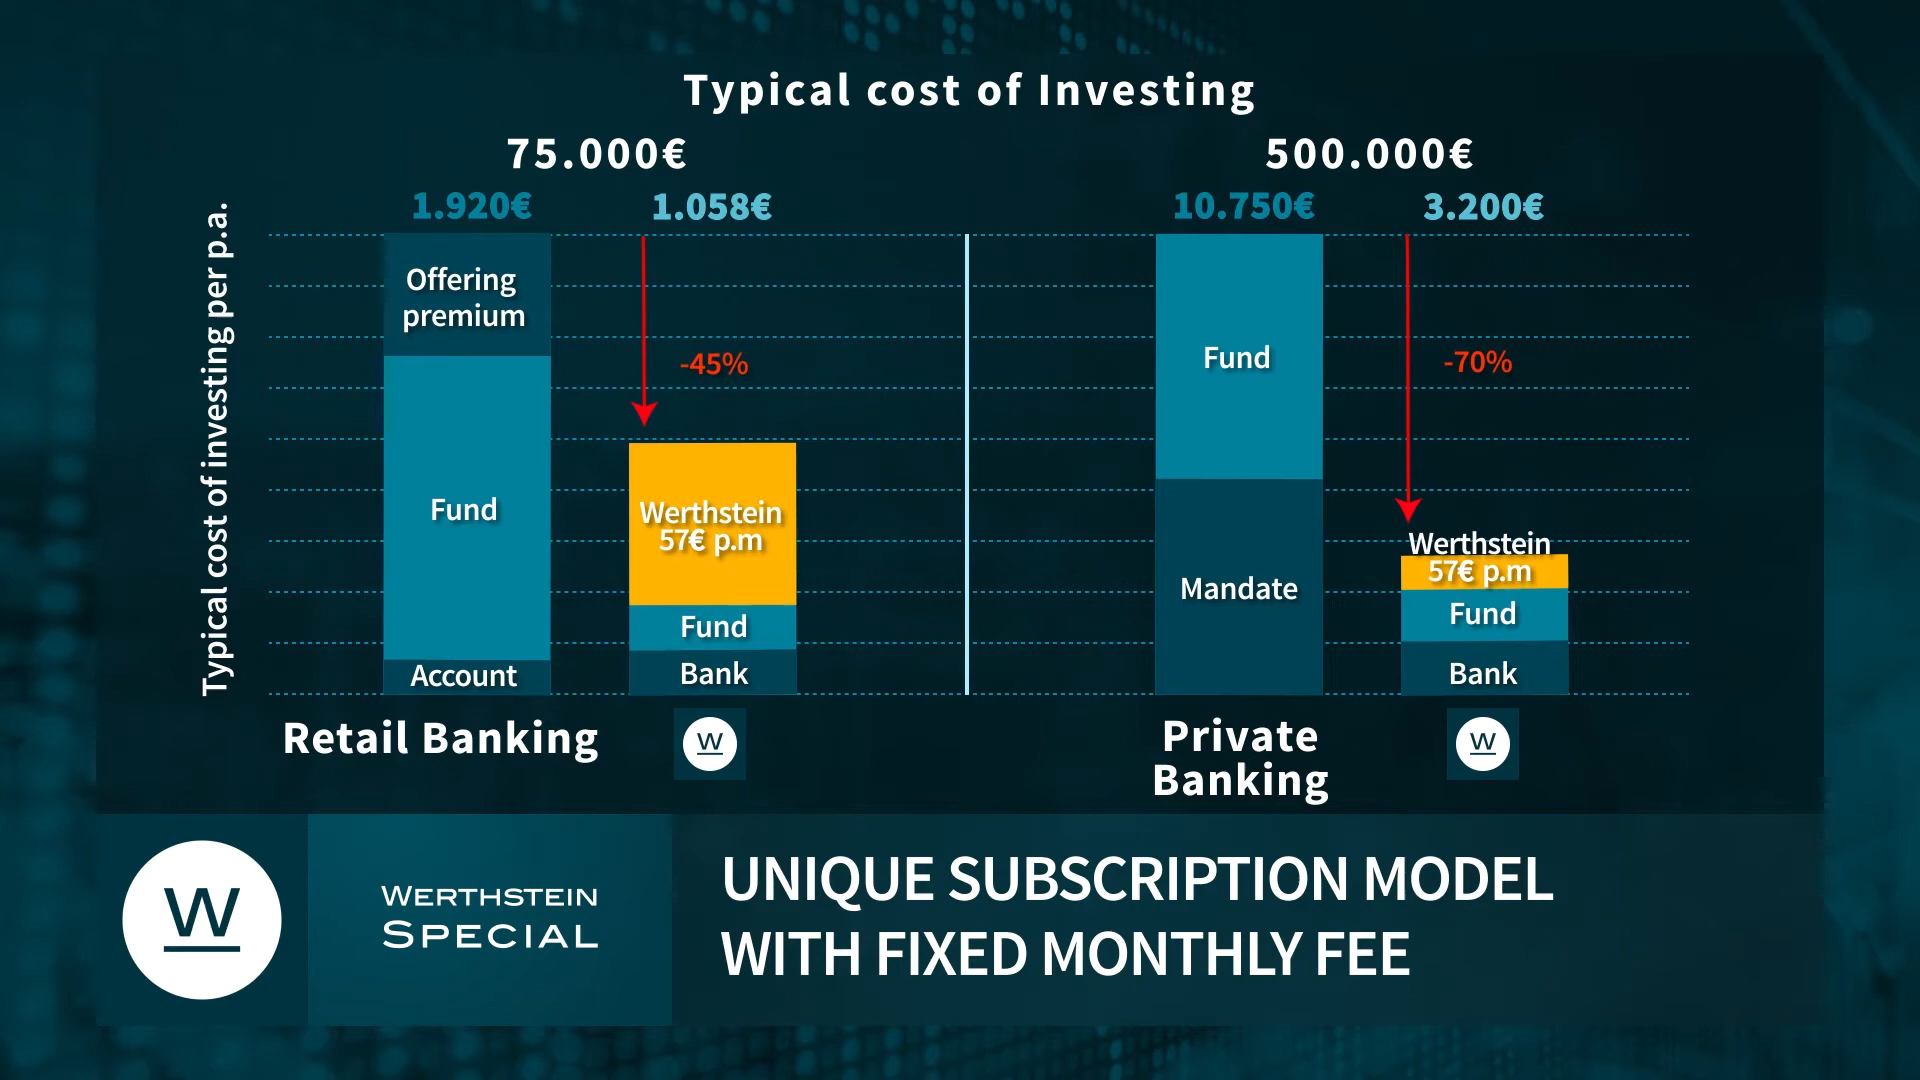 Typical cost of Investing
75.000€
500.000€
1.920€
1.058€
10.750€
3.200€
Typical cost of investing per p.a.
Offering
premium
Fund
Account
-45%
Werthstein
57€ p.m
Fund
Bank
Fund
Mandate
-70%
Werthstein
57€ p.m
Fund
Bank
Retail Banking
W
Private
Banking
W
W
WERTHSTEIN
SPECIAL
UNIQUE SUBSCRIPTION MODEL
WITH FIXED MONTHLY FEE